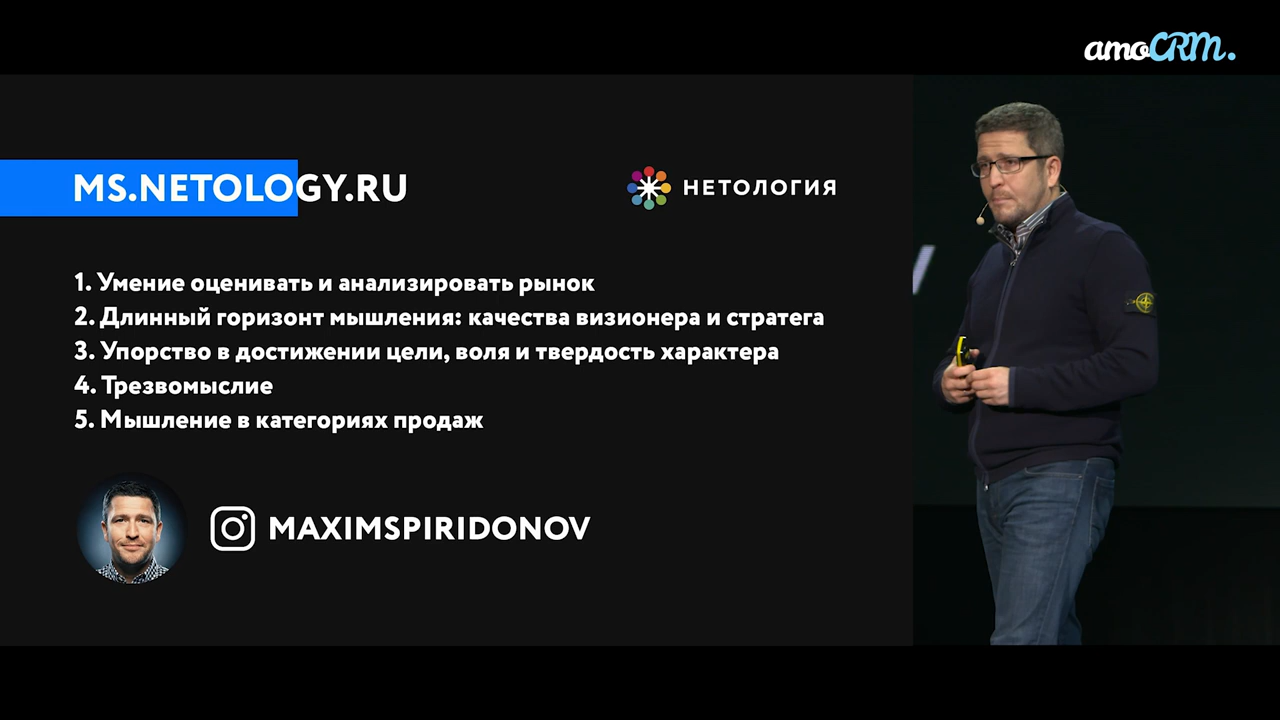 amoCRM.
MS.NETOLOGY.RU
НЕТОЛОГИЯ
1. Умение оценивать и анализировать рынок
2. Длинный горизонт мышления: качества визионера и стратега
3. Упорство в достижении цели, воля и твердость характера
4. Трезвомыслие
5. Мышление в категориях продаж
MAXIMSPIRIDONOV